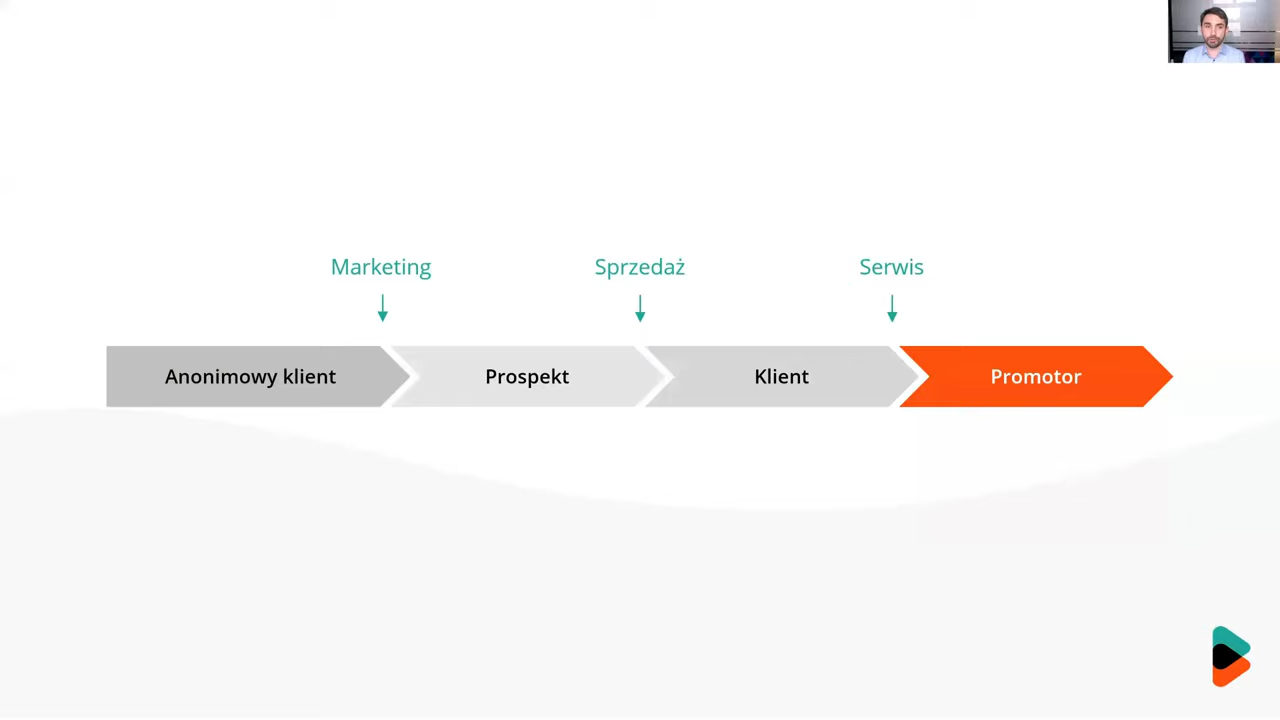 Marketing
Sprzedaż
Serwis
Anonimowy klient
Prospekt
Klient
Promotor